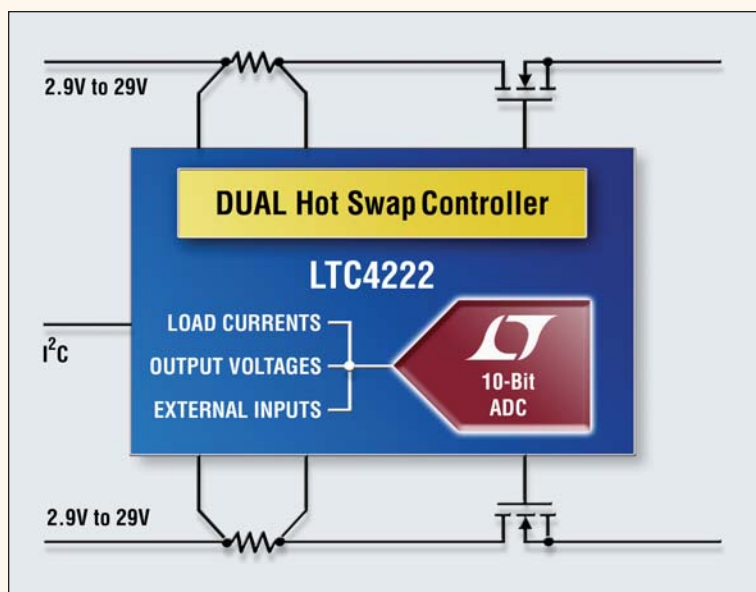 2.9V to 29V
DUAL Hot Swap Controller
LTC4222
LOAD CURRENTS
OUTPUT VOLTAGES
EXTERNAL INPUTS
10-Bit
ADC
I²C
2.9V to 29V